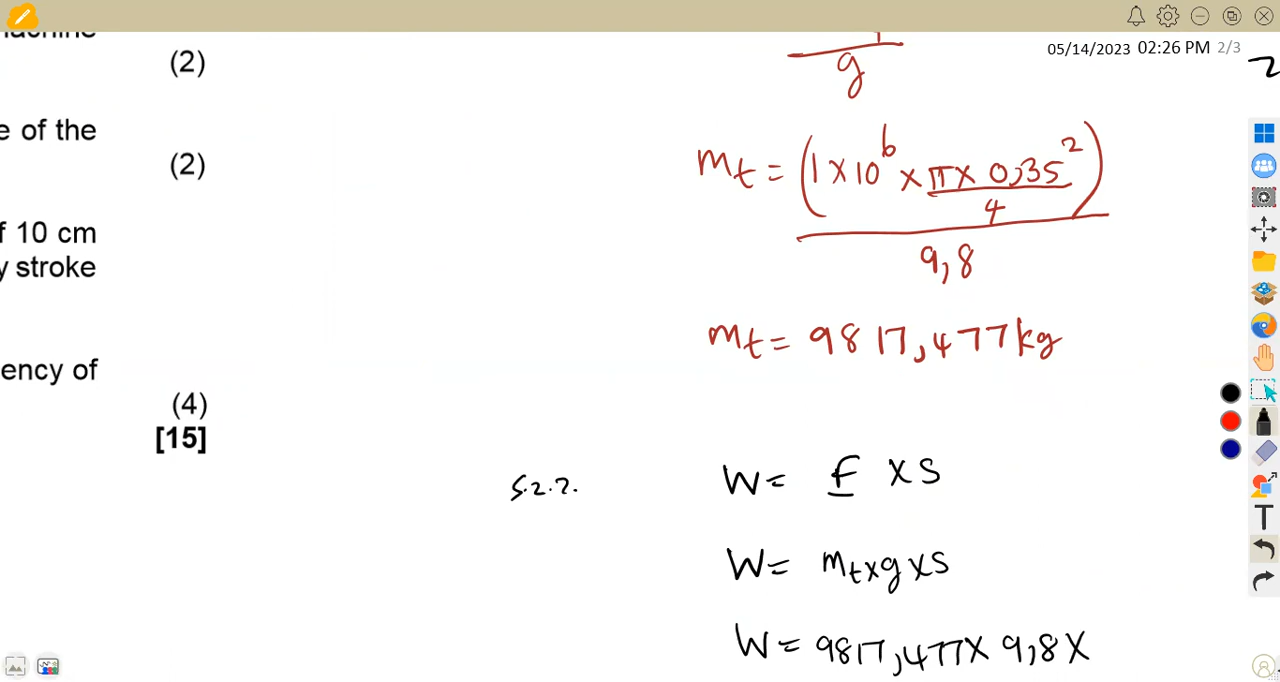 achine
(2)
05/14/2023 02:26 PM 2/3
g
e of the
(2)
mt = (1 x 10^6 x π x 0,35^2 / 4)
9,8
f 10 cm
y stroke
mt = 9817,477 kg
ency of
(4)
[15]
5.2.2.
W = F x S
W = mt x g x S
W = 9817,477 x 9,8 x
T